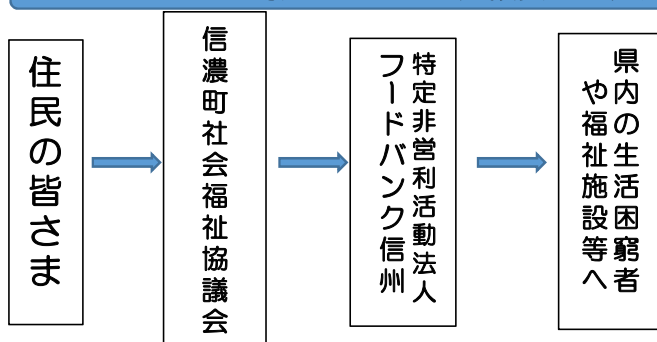 住民の皆さま
信濃町社会福祉協議会
特定非営利活動法人
フードバンク信州
県内の生活困窮者
や福祉施設等へ